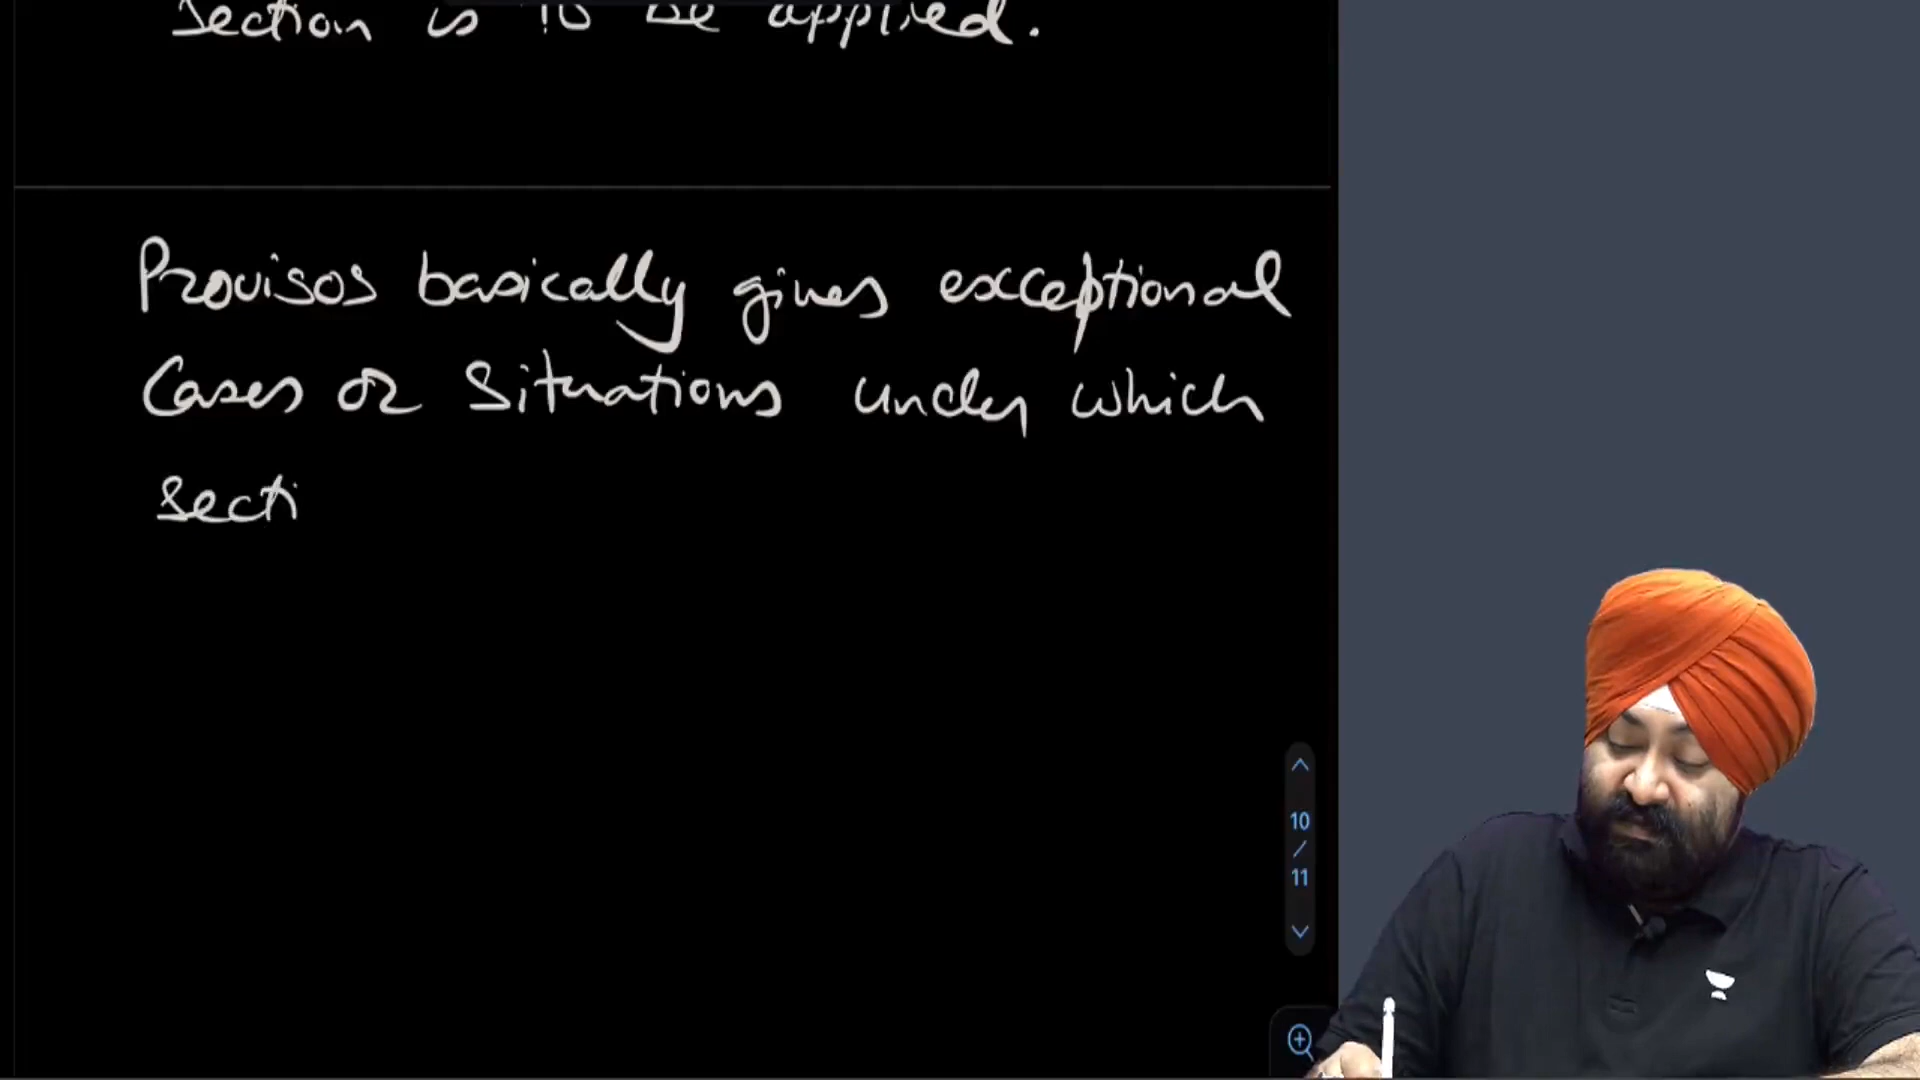 Section is to be applied.
Provisos basically gives exceptional
Cases or Situations under which
secti
10
/
11